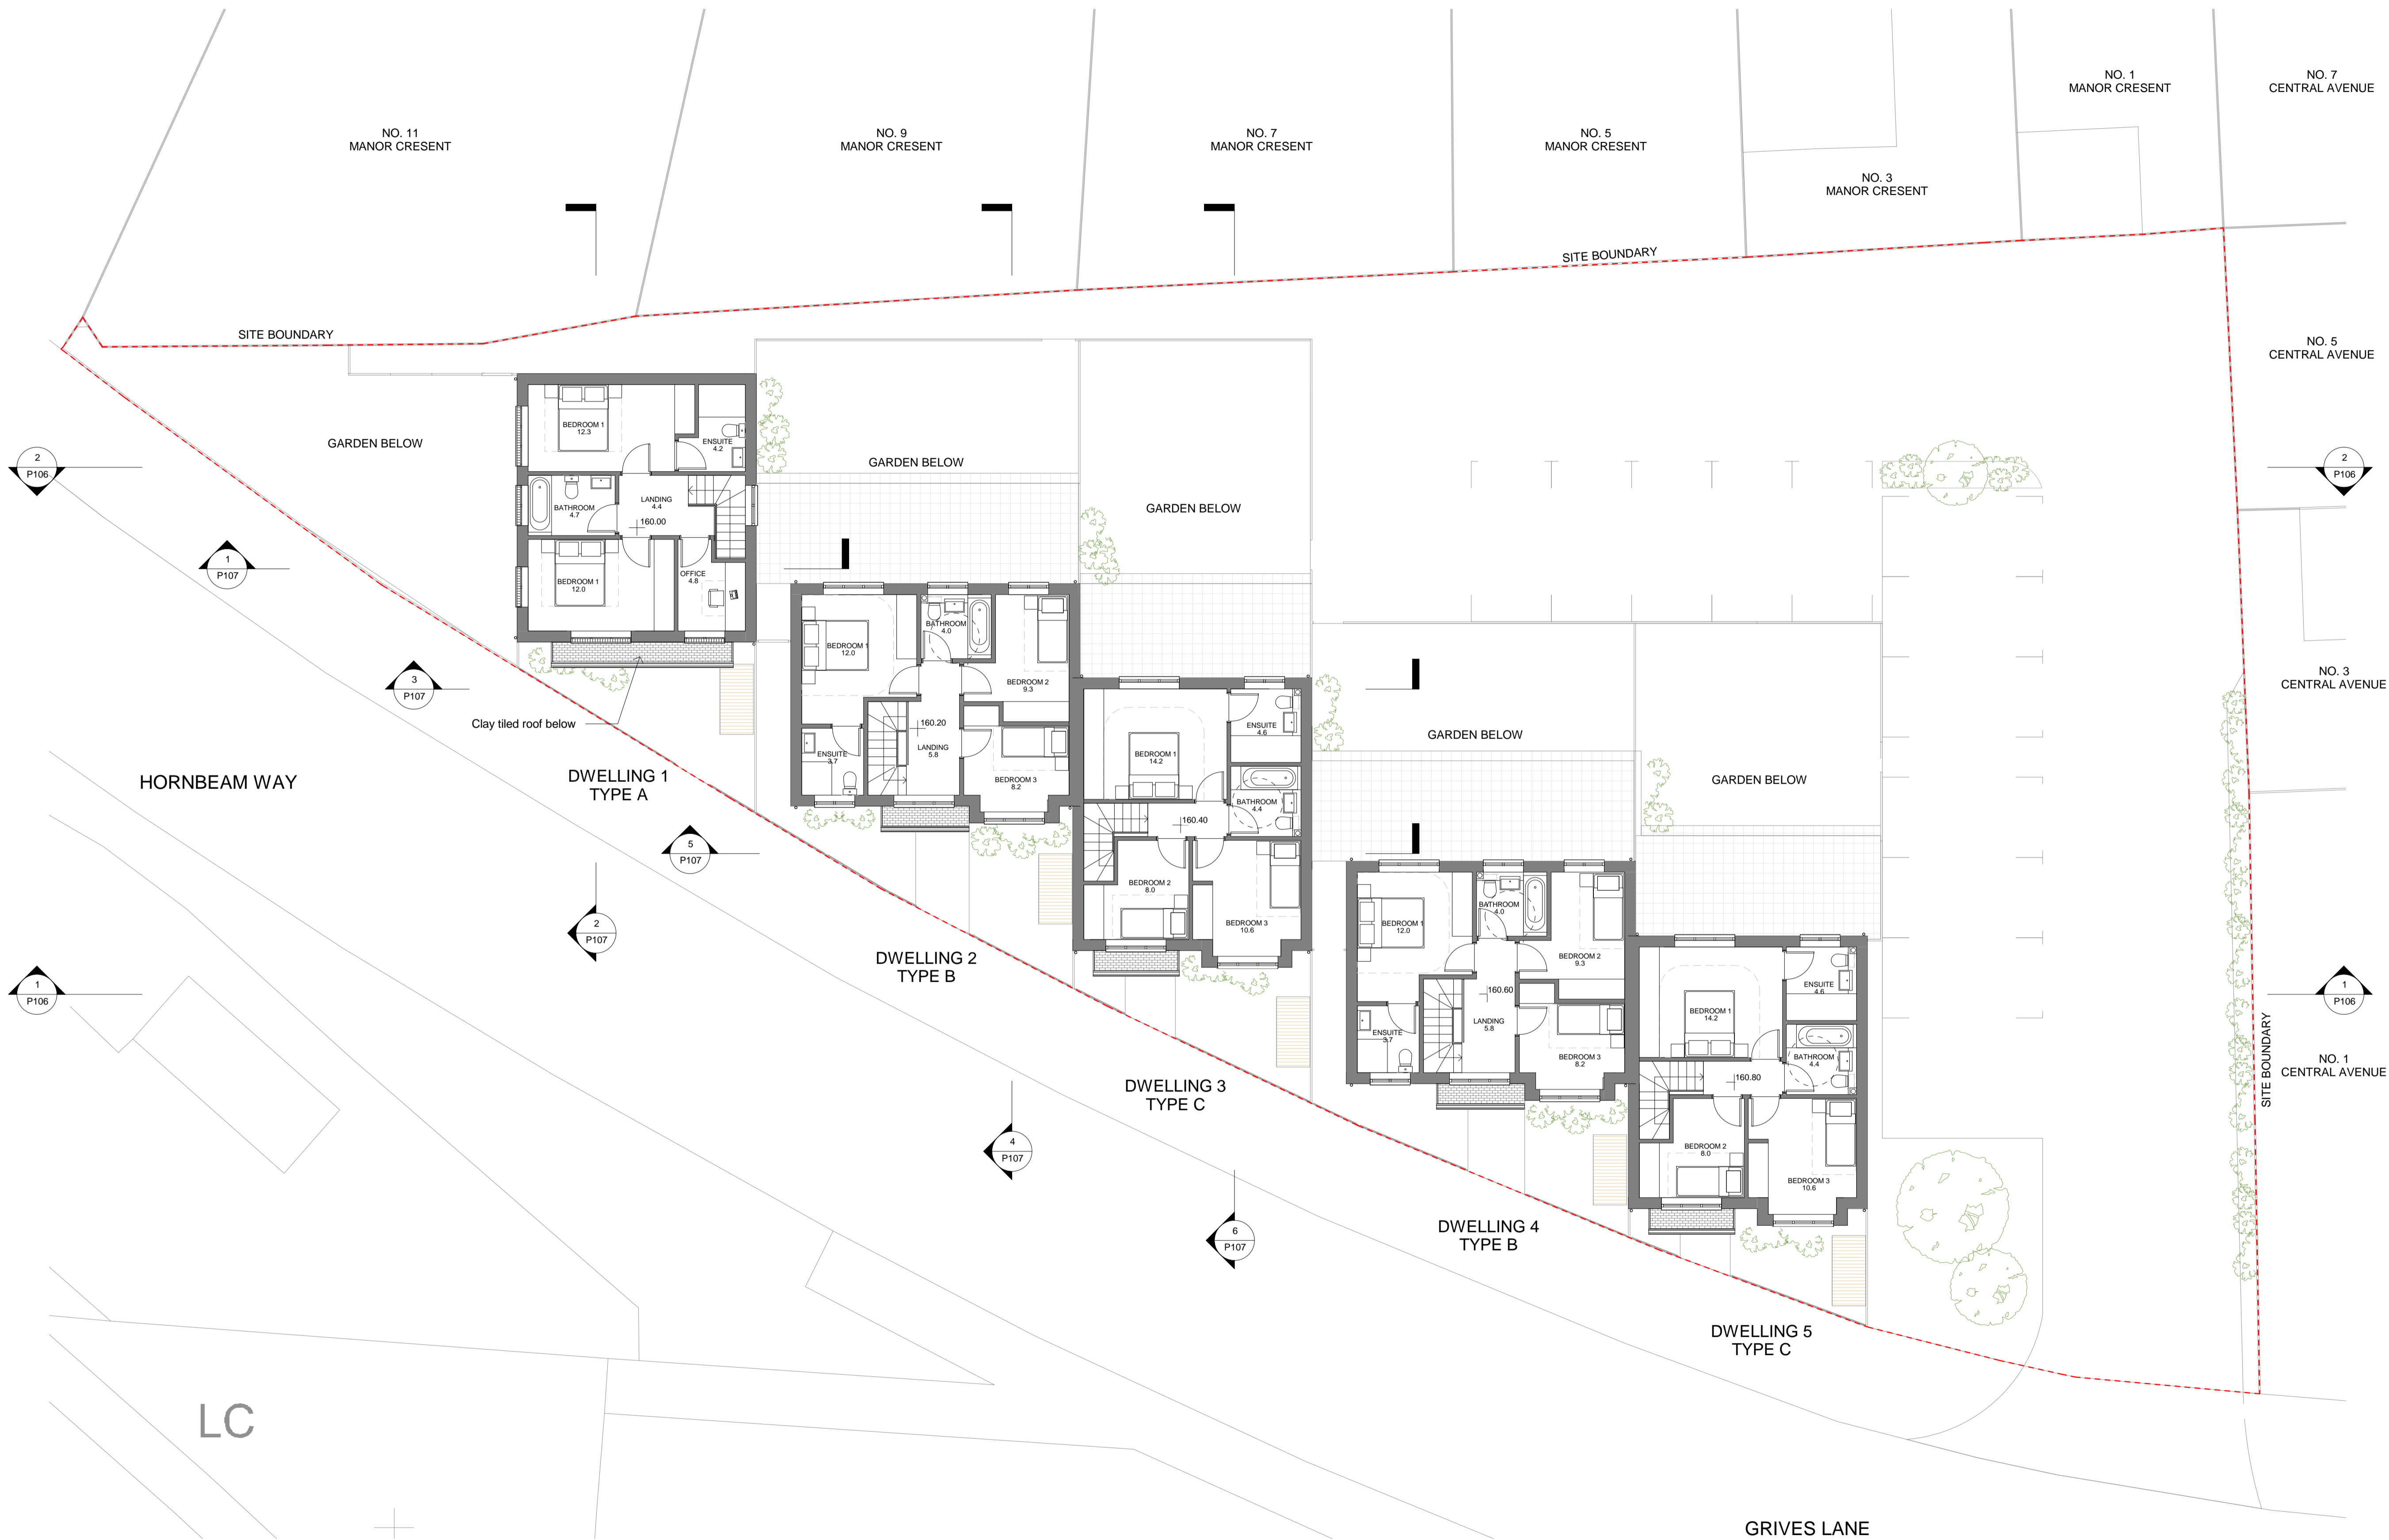 NO. 11
MANOR CRESENT
NO. 9
MANOR CRESENT
NO. 7
MANOR CRESENT
NO. 5
MANOR CRESENT
NO. 3
MANOR CRESENT
NO. 1
MANOR CRESENT
NO. 7
CENTRAL AVENUE
SITE BOUNDARY
SITE BOUNDARY
NO. 5
CENTRAL AVENUE
GARDEN BELOW
BEDROOM 1
12.3
ENSUITE
4.2
BATHROOM
4.7
LANDING
4.4
160.00
BEDROOM 1
12.0
OFFICE
4.8
GARDEN BELOW
GARDEN BELOW
2
P106
2
P106
1
P107
3
P107
Clay tiled roof below
BEDROOM 1
12.0
BATHROOM
4.0
BEDROOM 2
9.3
160.20
ENSUITE
3.7
LANDING
5.8
BEDROOM 3
8.2
BEDROOM 1
14.2
ENSUITE
4.6
BATHROOM
4.4
160.40
BEDROOM 2
8.0
BEDROOM 3
10.6
GARDEN BELOW
GARDEN BELOW
NO. 3
CENTRAL AVENUE
HORNBEAM WAY
DWELLING 1
TYPE A
5
P107
2
P107
DWELLING 2
TYPE B
1
P106
BEDROOM 1
12.0
BATHROOM
4.0
BEDROOM 2
9.3
160.60
ENSUITE
3.7
LANDING
5.8
BEDROOM 3
8.2
BEDROOM 1
14.2
ENSUITE
4.6
BATHROOM
4.4
160.80
BEDROOM 2
8.0
BEDROOM 3
10.6
1
P106
SITE BOUNDARY
NO. 1
CENTRAL AVENUE
DWELLING 3
TYPE C
4
P107
6
P107
DWELLING 4
TYPE B
DWELLING 5
TYPE C
LC
GRIVES LANE